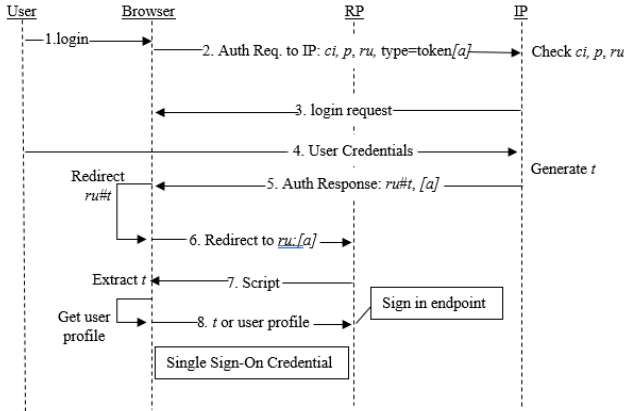 User Browser RP IP
1.login
2. Auth Req. to IP: ci, p, ru, type=token[a]
Check ci, p, ru
3. login request
4. User Credentials
Generate t
Redirect
ru#t
5. Auth Response: ru#t, [a]
6. Redirect to ru:[a]
Extract t
7. Script
Sign in endpoint
Get user
profile
8. t or user profile
Single Sign-On Credential